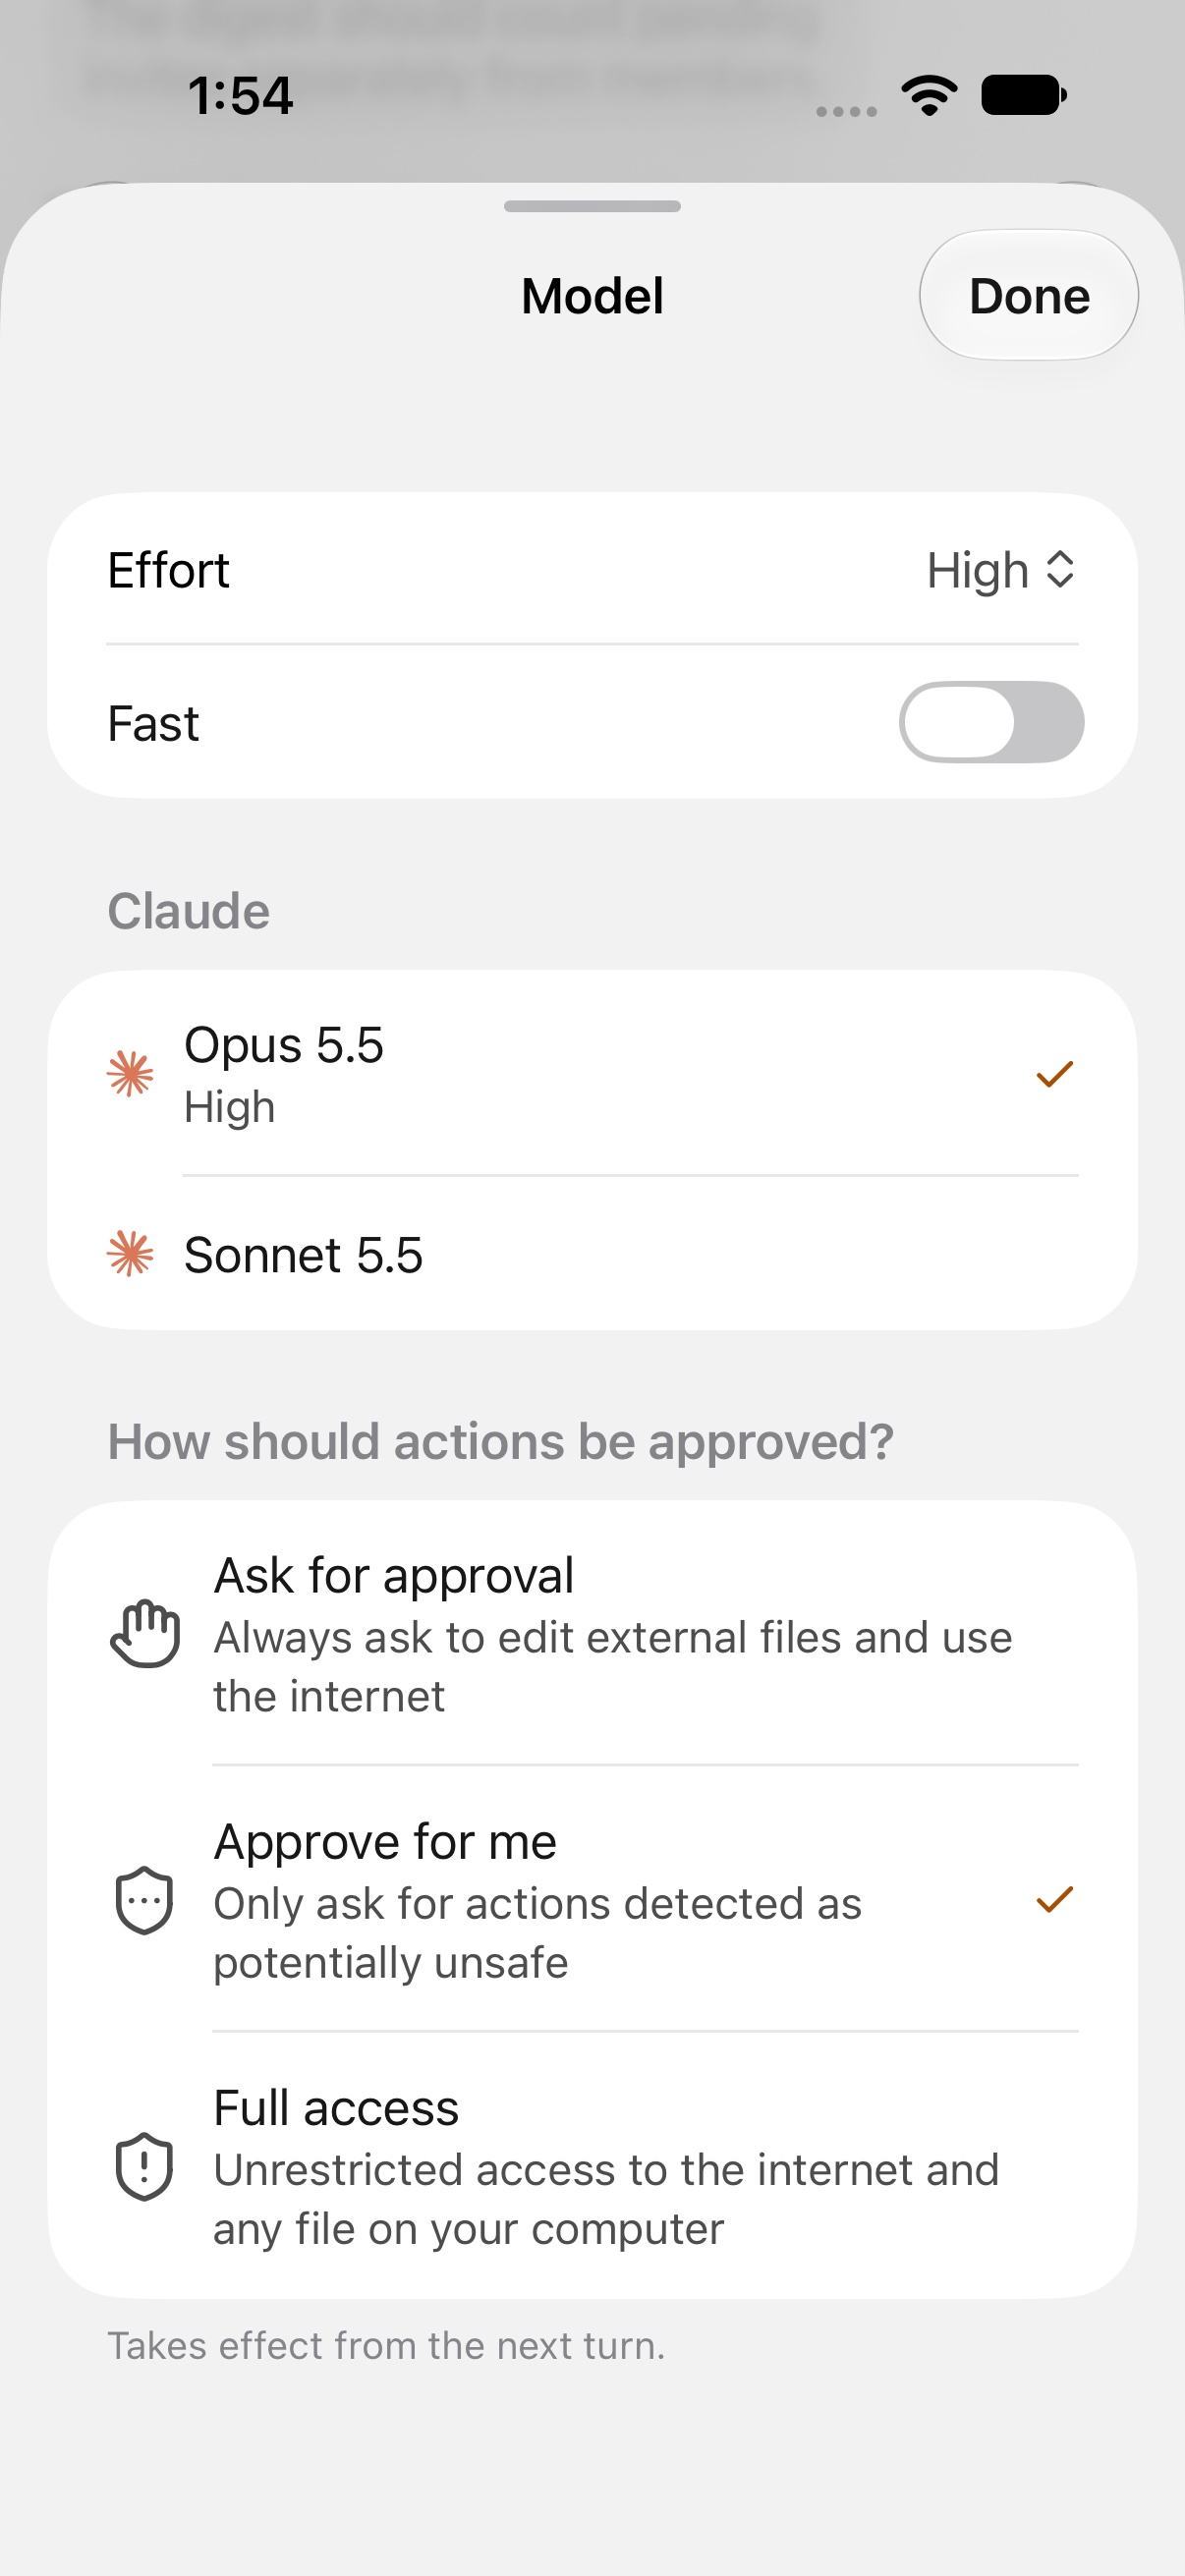 1:54
Model
Done
Effort
High
Fast
Claude
Opus 5.5
High
Sonnet 5.5
How should actions be approved?
Ask for approval
Always ask to edit external files and use
the internet
Approve for me
Only ask for actions detected as
potentially unsafe
Full access
Unrestricted access to the internet and
any file on your computer
Takes effect from the next turn.